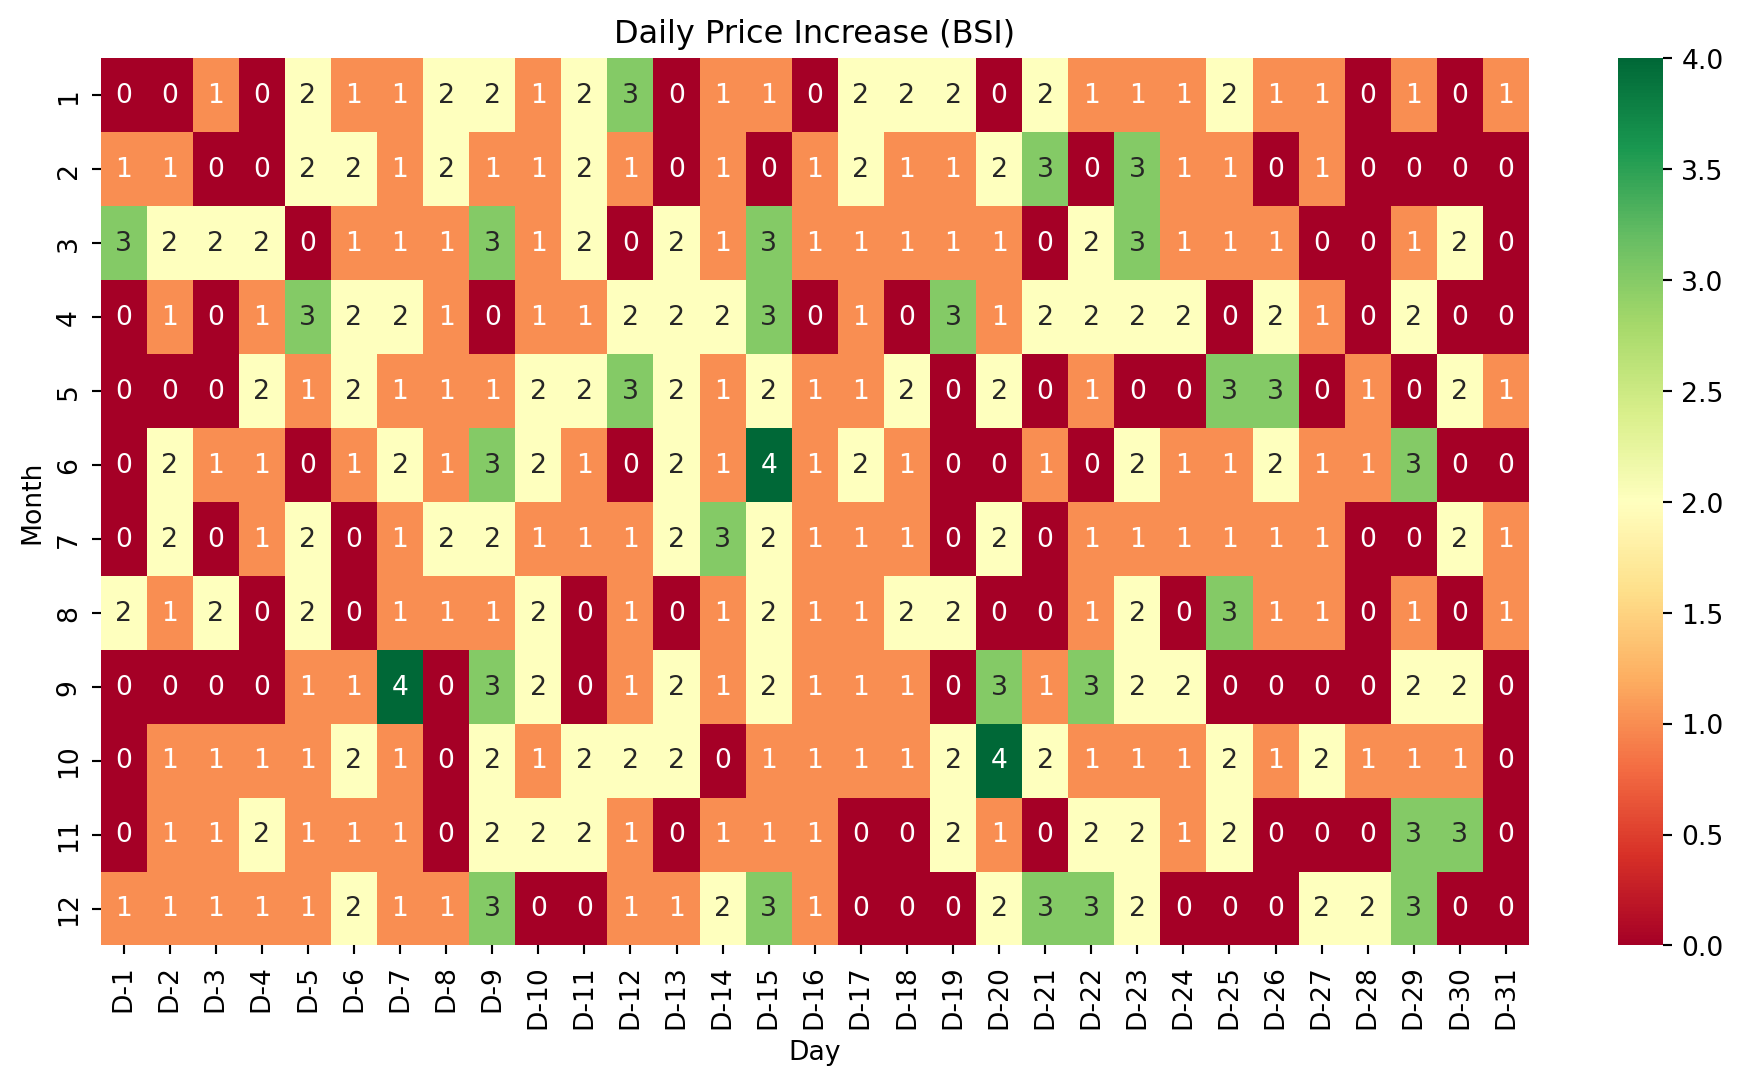 Daily Price Increase (BSI)
1 0 0 1 0 2 1 1 2 2 1 2 3 0 1 1 0 2 2 2 0 2 1 1 1 2 1 1 0 1 0 1
2 1 1 0 0 2 2 1 2 1 1 2 1 0 1 0 1 2 1 1 2 3 0 3 1 1 0 1 0 0 0 0
3 3 2 2 2 0 1 1 1 3 1 2 0 2 1 3 1 1 1 1 1 0 2 3 1 1 1 0 0 1 2 0
4 0 1 0 1 3 2 2 1 0 1 1 2 2 2 3 0 1 0 3 1 2 2 2 2 0 2 1 0 2 0 0
5 0 0 0 2 1 2 1 1 1 2 2 3 2 1 2 1 1 2 0 2 0 1 0 0 3 3 0 1 0 2 1
6 0 2 1 1 0 1 2 1 3 2 1 0 2 1 4 1 2 1 0 0 1 0 2 1 1 2 1 1 3 0 0
7 0 2 0 1 2 0 1 2 2 1 1 1 2 3 2 1 1 1 0 2 0 1 1 1 1 1 1 0 0 2 1
8 2 1 2 0 2 0 1 1 1 2 0 1 0 1 2 1 1 2 2 0 0 1 2 0 3 1 1 0 1 0 1
9 0 0 0 0 1 1 4 0 3 2 0 1 2 1 2 1 1 1 0 3 1 3 2 2 0 0 0 0 2 2 0
10 0 1 1 1 1 2 1 0 2 1 2 2 2 0 1 1 1 1 2 4 2 1 1 1 2 1 2 1 1 1 0
11 0 1 1 2 1 1 1 0 2 2 2 1 0 1 1 1 0 0 2 1 0 2 2 1 2 0 0 0 3 3 0
12 1 1 1 1 1 2 1 1 3 0 0 1 1 2 3 1 0 0 0 2 3 3 2 0 0 0 2 2 3 0 0
Month
D-1 D-2 D-3 D-4 D-5 D-6 D-7 D-8 D-9 D-10 D-11 D-12 D-13 D-14 D-15 D-16 D-17 D-18 D-19 D-20 D-21 D-22 D-23 D-24 D-25 D-26 D-27 D-28 D-29 D-30 D-31
Day
4.0
3.5
3.0
2.5
2.0
1.5
1.0
0.5
0.0